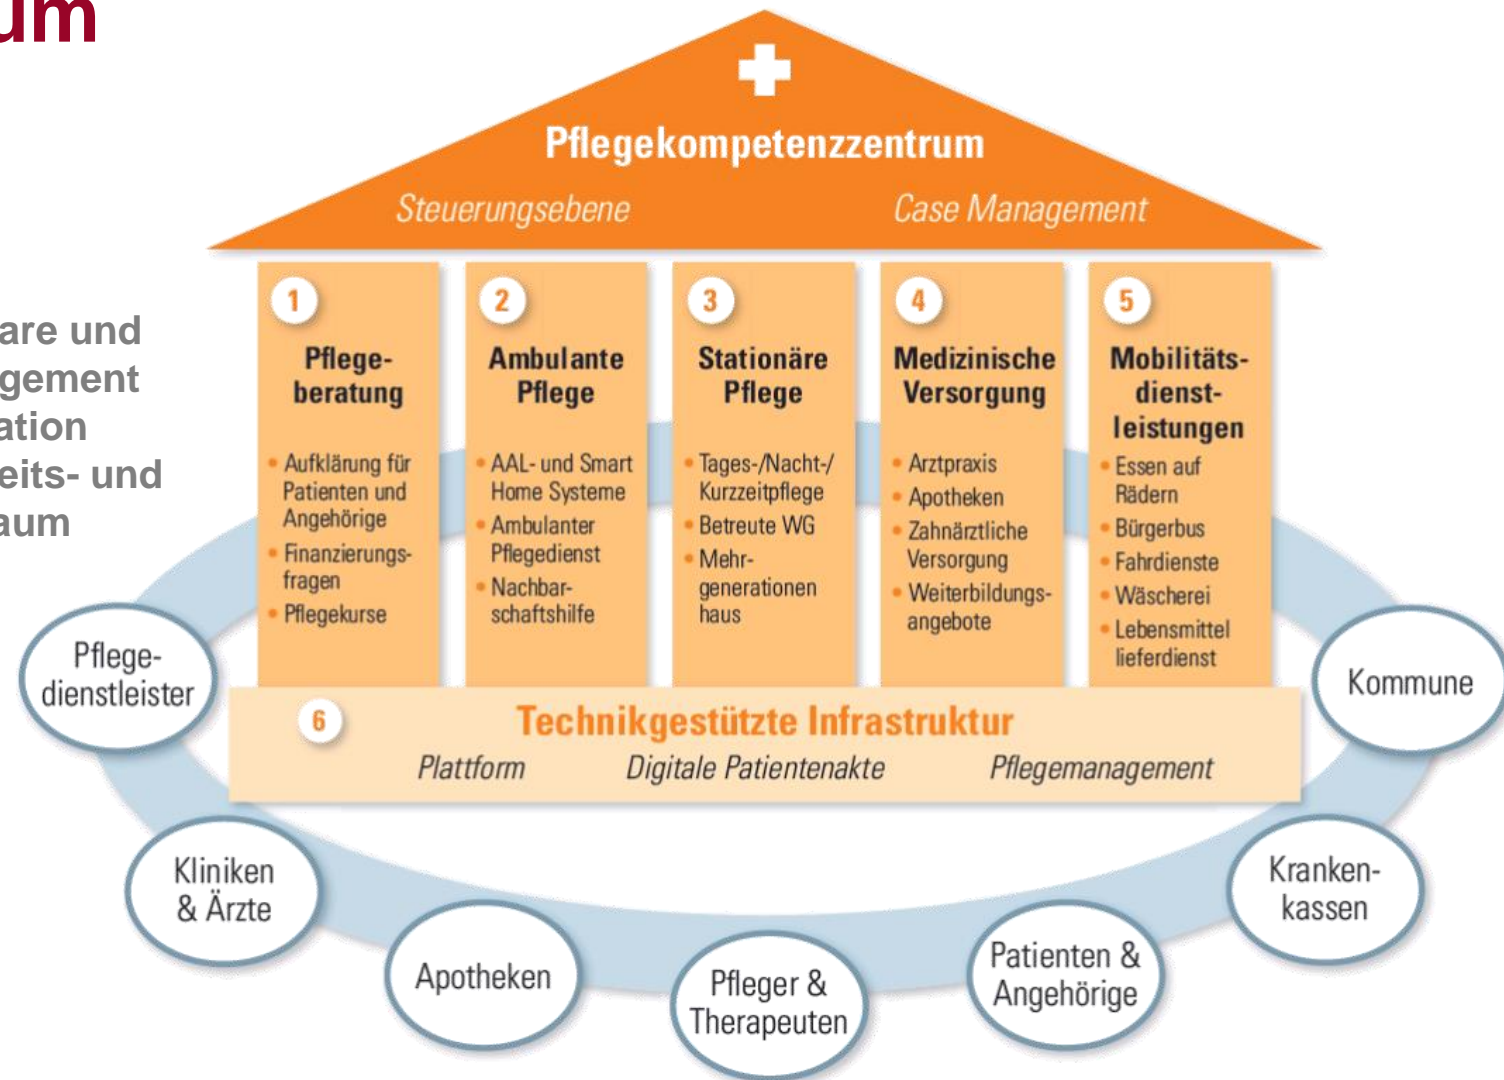 um
Pflegekompetenzzentrum
Steuerungsebene
Case Management
are und
gement
ation
eits- und
aum
1
Pflege-
beratung
• Aufklärung für
Patienten und
Angehörige
• Finanzierungs-
fragen
• Pflegekurse
2
Ambulante
Pflege
• AAL- und Smart
Home Systeme
• Ambulanter
Pflegedienst
• Nachbar-
schaftshilfe
3
Stationäre
Pflege
• Tages-/Nacht-/
Kurzzeitpflege
• Betreute WG
• Mehr-
generationen
haus
4
Medizinische
Versorgung
• Arztpraxis
• Apotheken
• Zahnärztliche
Versorgung
• Weiterbildungs-
angebote
5
Mobilitäts-
dienst-
leistungen
• Essen auf
Rädern
• Bürgerbus
• Fahrdienste
• Wäscherei
• Lebensmittel
lieferdienst
6
Technikgestützte Infrastruktur
Plattform
Digitale Patientenakte
Pflegemanagement
Pflege-
dienstleister
Kliniken
& Ärzte
Apotheken
Pfleger &
Therapeuten
Patienten &
Angehörige
Kranken-
kassen
Kommune